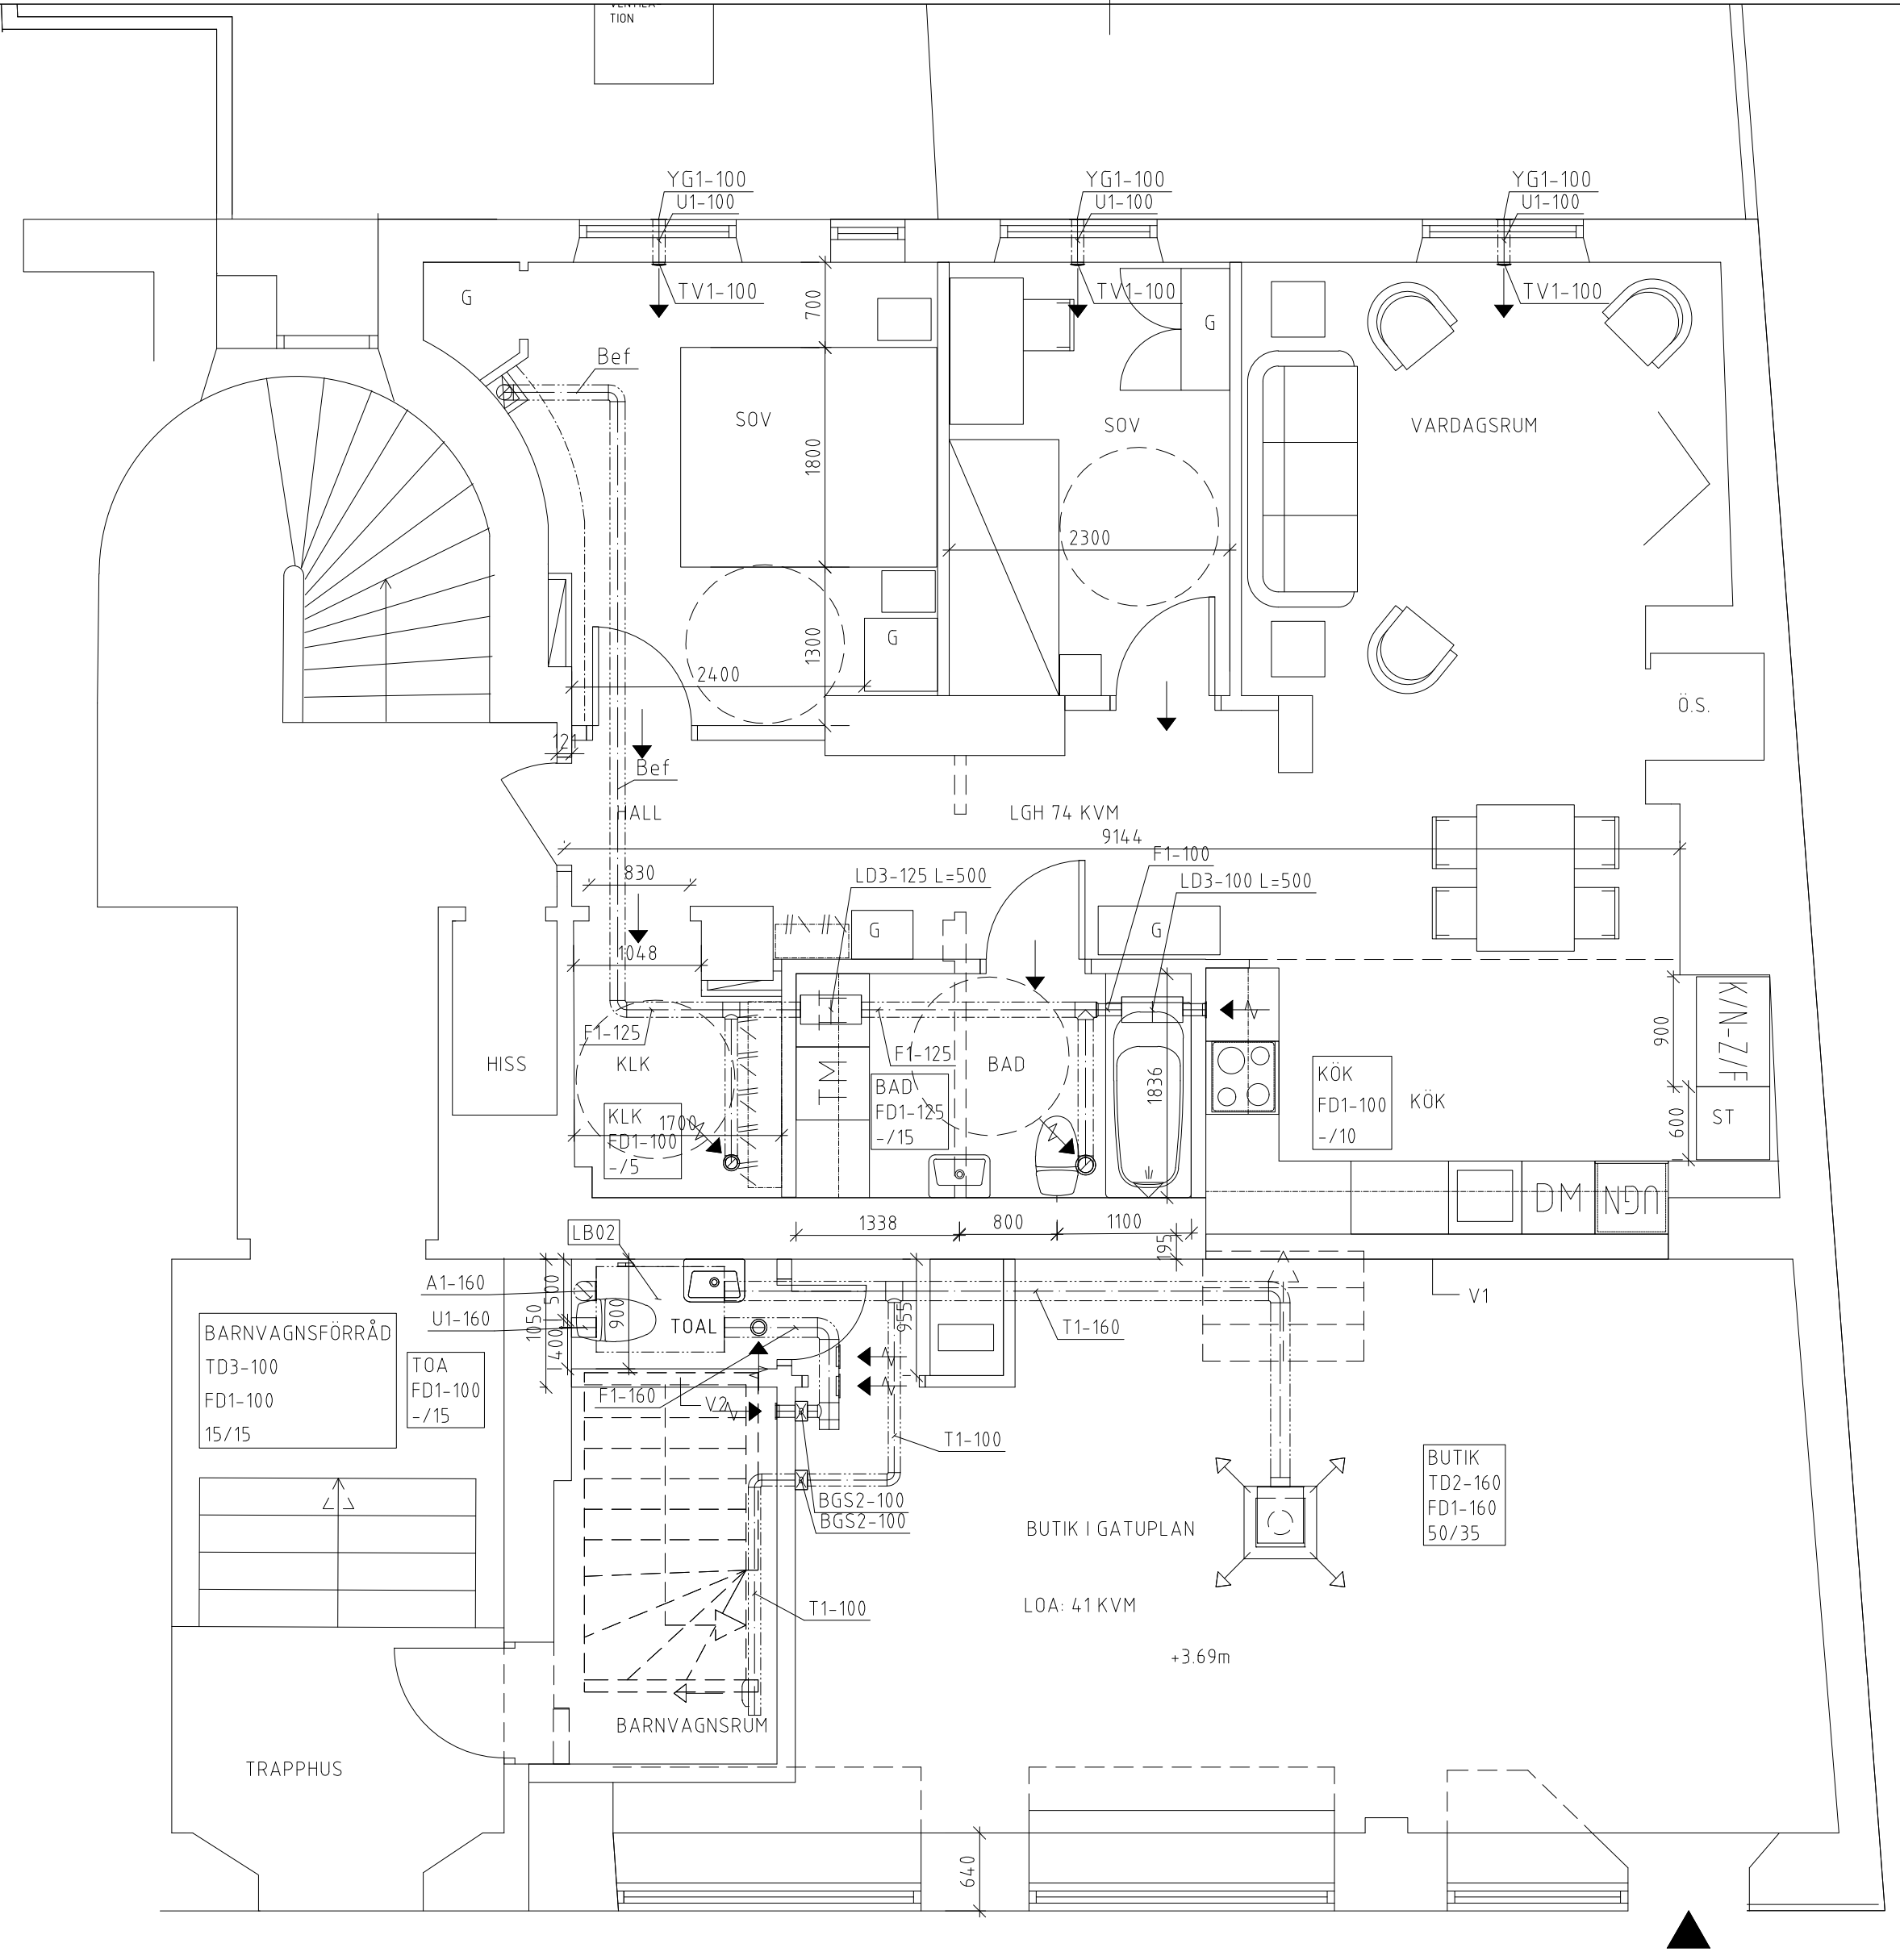 TION
YG1-100
U1-100
YG1-100
U1-100
YG1-100
U1-100
TV1-100
TV1-100
TV1-100
G
700
G
Bef
SOV
SOV
VARDAGSRUM
1800
2300
1300
G
2400
Ö.S.
121
Bef
HALL
LGH 74 KVM
9144
F1-100
830
LD3-125 L=500
LD3-100 L=500
G
G
1048
K/N-Z/F
900
F1-125
F1-125
HISS
KLK
TM
BAD
1836
KÖK
FD1-100
-/10
KÖK
BAD
FD1-125
-/15
KLK
FD1-100
-/5
1700
600
ST
DM
UGN
1338
800
1100
195
LB02
A1-160
U1-160
500
1050
400
900
TOAL
955
T1-160
V1
BARNVAGNSFÖRRÅD
TD3-100
FD1-100
15/15
TOA
FD1-100
-/15
F1-160
V2
T1-100
BUTIK
TD2-160
FD1-160
50/35
BGS2-100
BGS2-100
BUTIK I GATUPLAN
T1-100
LOA: 41 KVM
+3.69m
BARNVAGNSRUM
TRAPPHUS
640